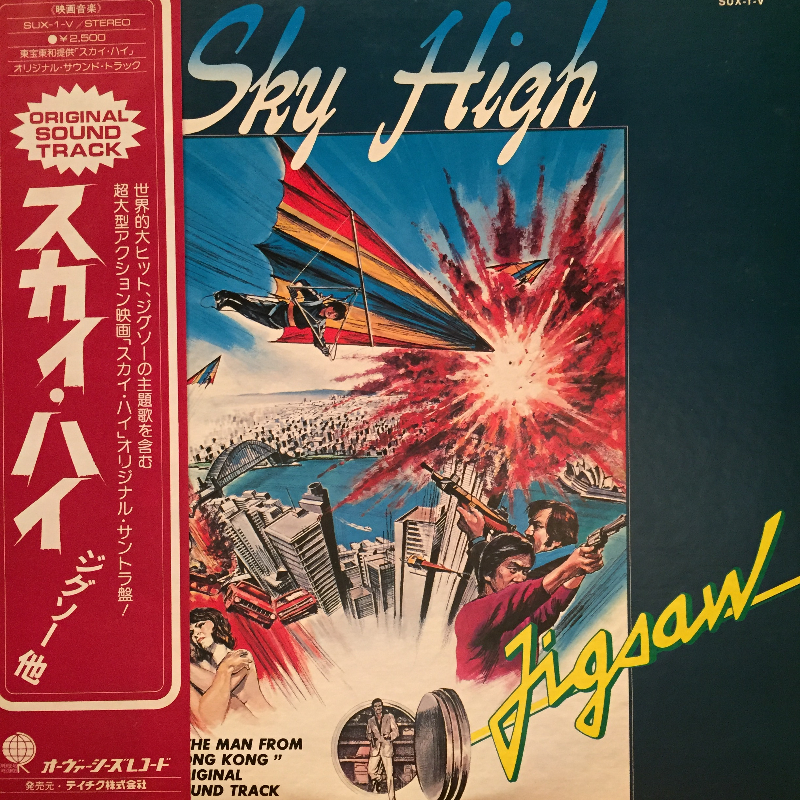 《映画音楽》
SUX-1-V/STEREO
●¥2,500
東宝東和提供「スカイ・ハイ」
オリジナル・サウンド・トラック
ORIGINAL
SOUND
TRACK
世界的大ヒット、ジグソーの主題歌を含む
超大型アクション映画「スカイ・ハイ」オリジナル・サントラ盤!
スカイ・ハイ
ジグソー他
オーヴァーシーズレコード
発売元・テイチク株式会社
SUX-1-V
Sky High
Jigsaw
HE MAN FROM
ONG KONG"
IGINAL
UND TRACK